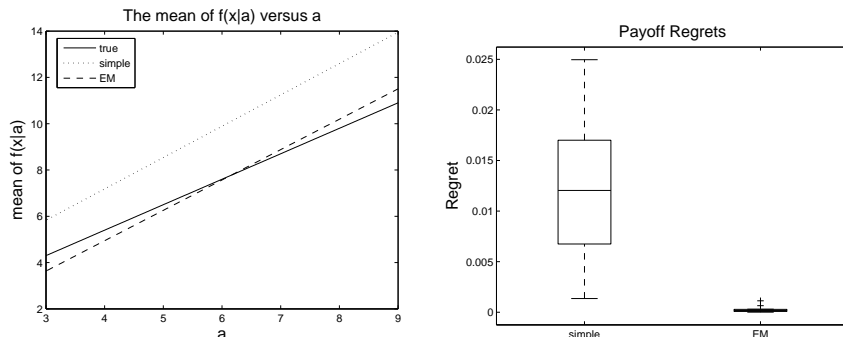 The mean of f(x|a) versus a
14
12
10
8
6
4
2
mean of f(x|a)
true
simple
EM
3
4
5
6
7
8
9
a
Payoff Regrets
0.025
0.02
0.015
0.01
0.005
0
Regret
simple
EM